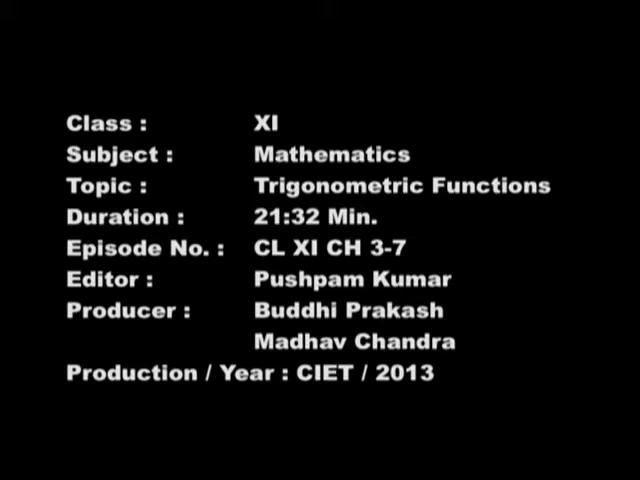 Class : XI
Subject : Mathematics
Topic : Trigonometric Functions
Duration : 21:32 Min.
Episode No. : CL XI CH 3-7
Editor : Pushpam Kumar
Producer : Buddhi Prakash
Madhav Chandra
Production / Year : CIET / 2013